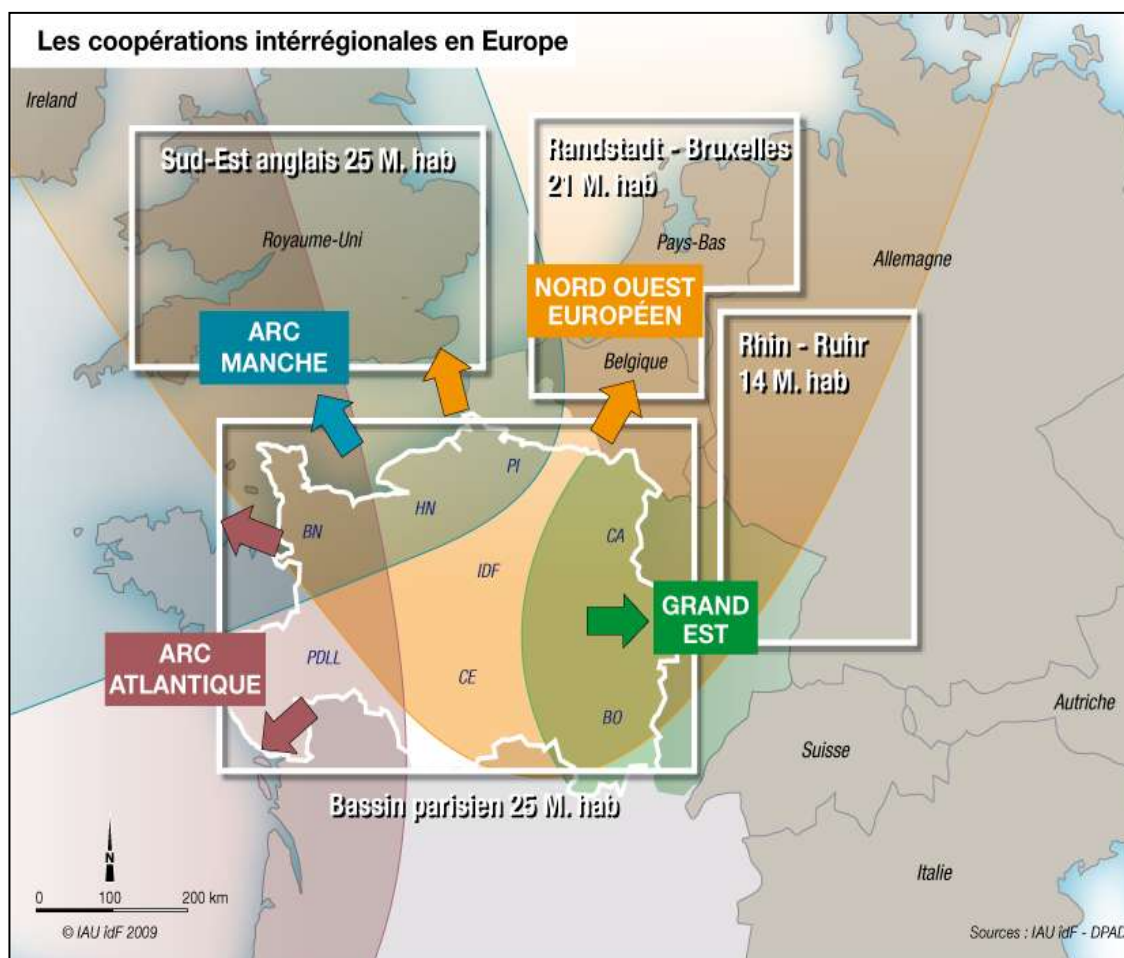 Les coopérations intérrégionales en Europe
Ireland
Sud-Est anglais 25 M. hab
Royaume-Uni
Randstadt - Bruxelles
21 M. hab
Pays-Bas
Allemagne
NORD OUEST
EUROPÉEN
ARC
MANCHE
Belgique
Rhin - Ruhr
14 M. hab
PI
HN
BN
CA
IDF
GRAND
EST
ARC
ATLANTIQUE
PDLL
CE
BO
Autriche
Suisse
Bassin parisien 25 M. hab
N
Italie
0 100 200 km
© IAU îdF 2009
Sources : IAU îdF - DPAD